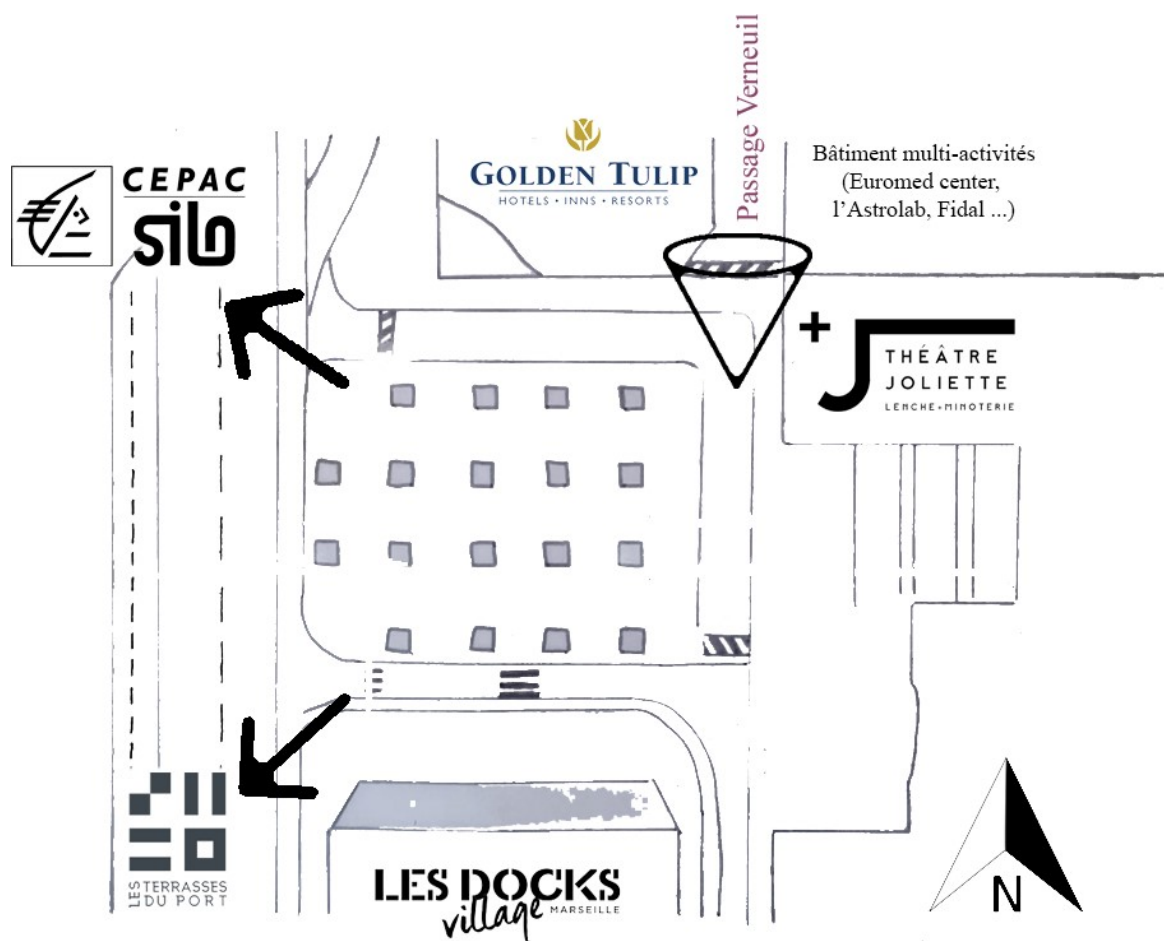 Passage Verneuil
GOLDEN TULIP
HOTELS • INNS • RESORTS
Bâtiment multi-activités
(Euromed center,
l'Astrolab, Fidal ...)
CEPAC
silo
+
THÉÂTRE
JOLIETTE
LENCHE•MINOTERIE
LES TERRASSES
DU PORT
LES DOCKS
village MARSEILLE
N